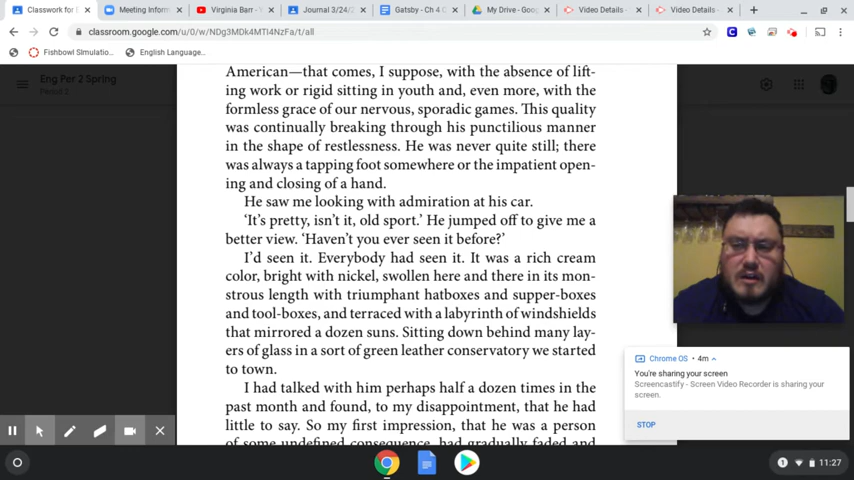 Classwork for E
Meeting Inform
Virginia Barr - Y
Journal 3/24/2
Gatsby - Ch 4 C
My Drive - Goog
Video Details -
Video Details -
classroom.google.com/u/0/w/NDg3MDk4MTI4NzFa/t/all
Fishbowl SImulatio...
English Language...
Eng Per 2 Spring
Period 2
American—that comes, I suppose, with the absence of lift-
ing work or rigid sitting in youth and, even more, with the
formless grace of our nervous, sporadic games. This quality
was continually breaking through his punctilious manner
in the shape of restlessness. He was never quite still; there
was always a tapping foot somewhere or the impatient open-
ing and closing of a hand.
He saw me looking with admiration at his car.
‘It’s pretty, isn’t it, old sport.’ He jumped off to give me a
better view. ‘Haven’t you ever seen it before?’
I’d seen it. Everybody had seen it. It was a rich cream
color, bright with nickel, swollen here and there in its mon-
strous length with triumphant hatboxes and supper-boxes
and tool-boxes, and terraced with a labyrinth of windshields
that mirrored a dozen suns. Sitting down behind many lay-
ers of glass in a sort of green leather conservatory we started
to town.
I had talked with him perhaps half a dozen times in the
past month and found, to my disappointment, that he had
little to say. So my first impression, that he was a person
of some undefined consequence, had gradually faded and
Chrome OS • 4m
You're sharing your screen
Screencastify - Screen Video Recorder is sharing your
screen.
STOP
1
11:27